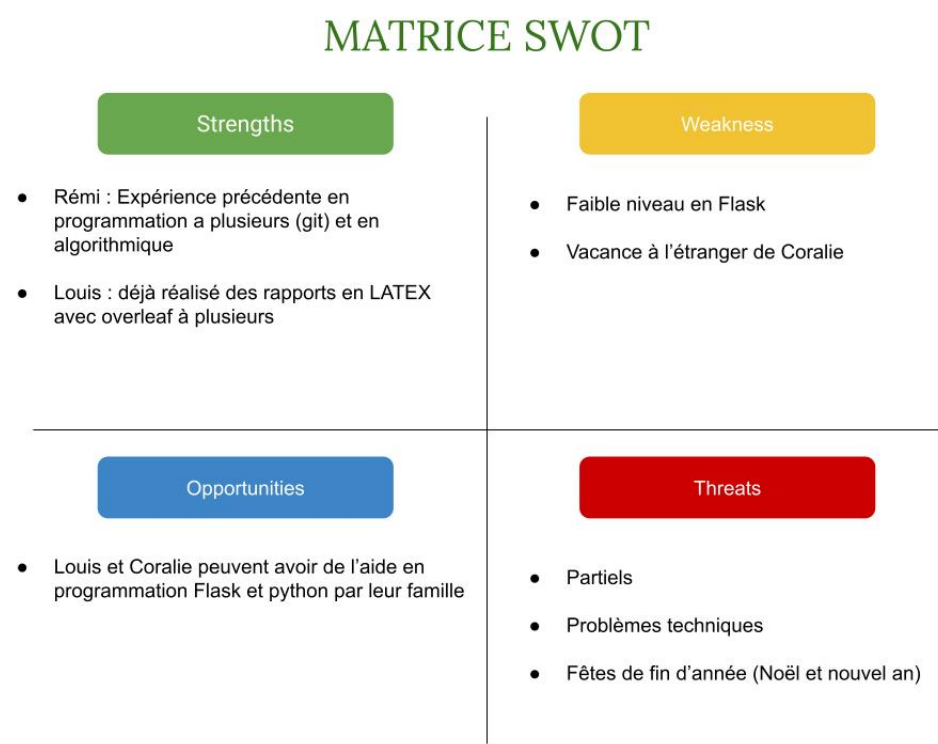 MATRICE SWOT
Strengths
● Rémi : Expérience précédente en
programmation a plusieurs (git) et en
algorithmique
● Louis : déjà réalisé des rapports en LATEX
avec overleaf à plusieurs
Weakness
● Faible niveau en Flask
● Vacance à l’étranger de Coralie
Opportunities
● Louis et Coralie peuvent avoir de l’aide en
programmation Flask et python par leur famille
Threats
● Partiels
● Problèmes techniques
● Fêtes de fin d’année (Noël et nouvel an)